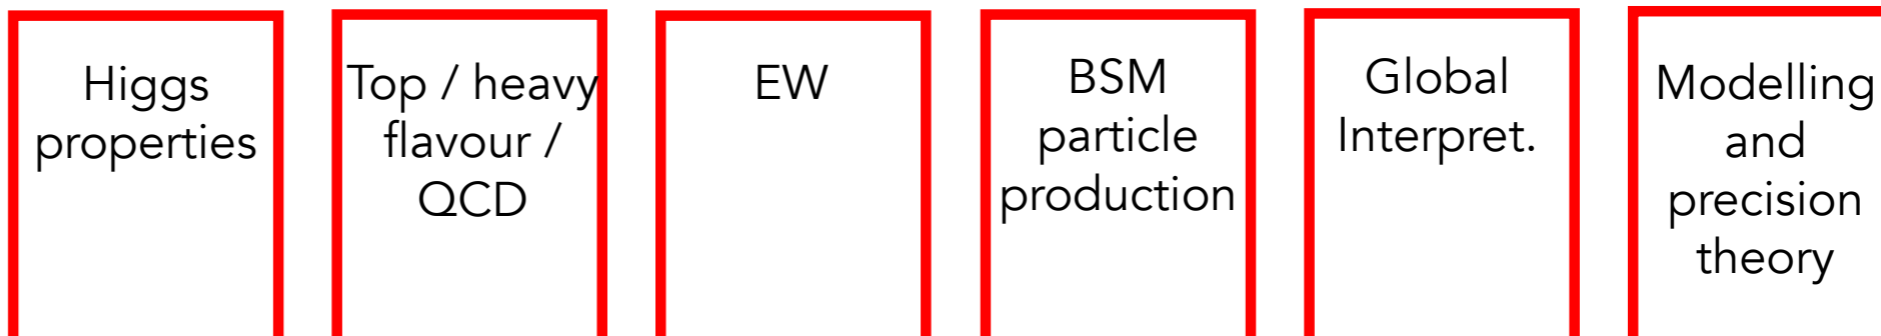 Higgs
properties
Top / heavy
flavour /
QCD
EW
BSM
particle
production
Global
Interpret.
Modelling
and
precision
theory